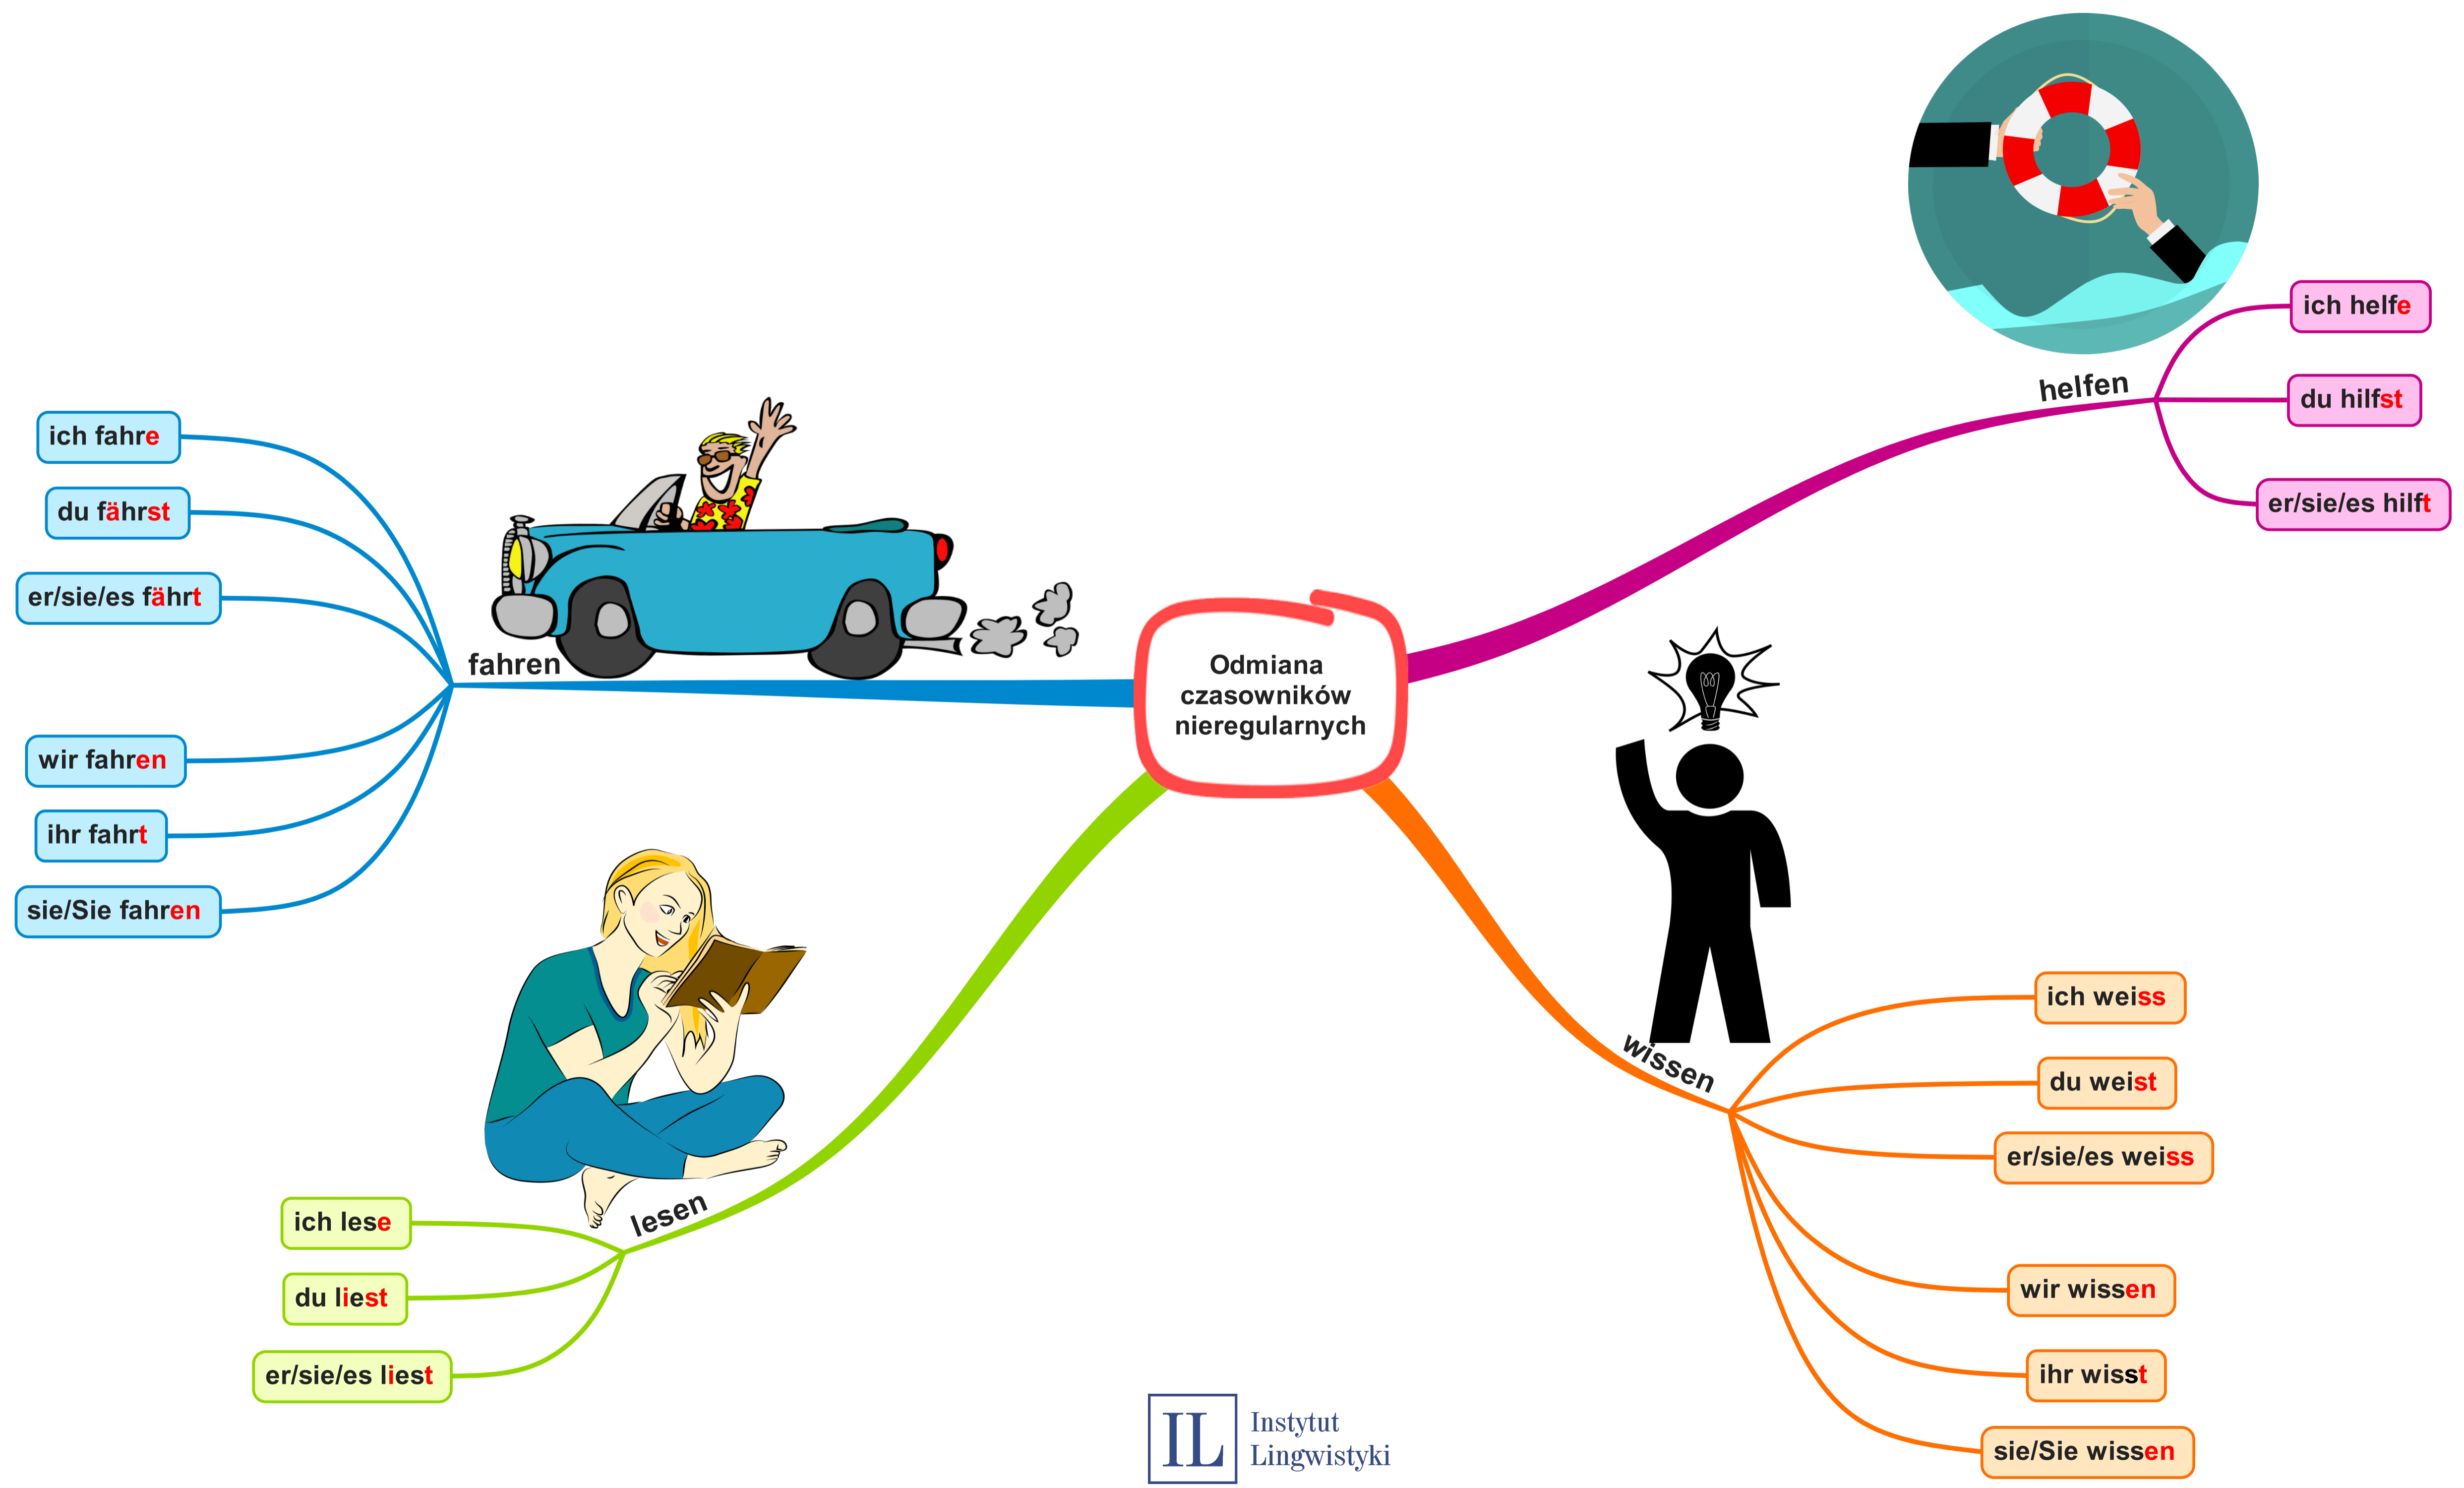 Odmiana
czasowników
nieregularnych
fahren
ich fahre
du fährst
er/sie/es fährt
wir fahren
ihr fahrt
sie/Sie fahren
helfen
ich helfe
du hilfst
er/sie/es hilft
lesen
ich lese
du liest
er/sie/es liest
wissen
ich weiss
du weist
er/sie/es weiss
wir wissen
ihr wisst
sie/Sie wissen
IL
Instytut
Lingwistyki